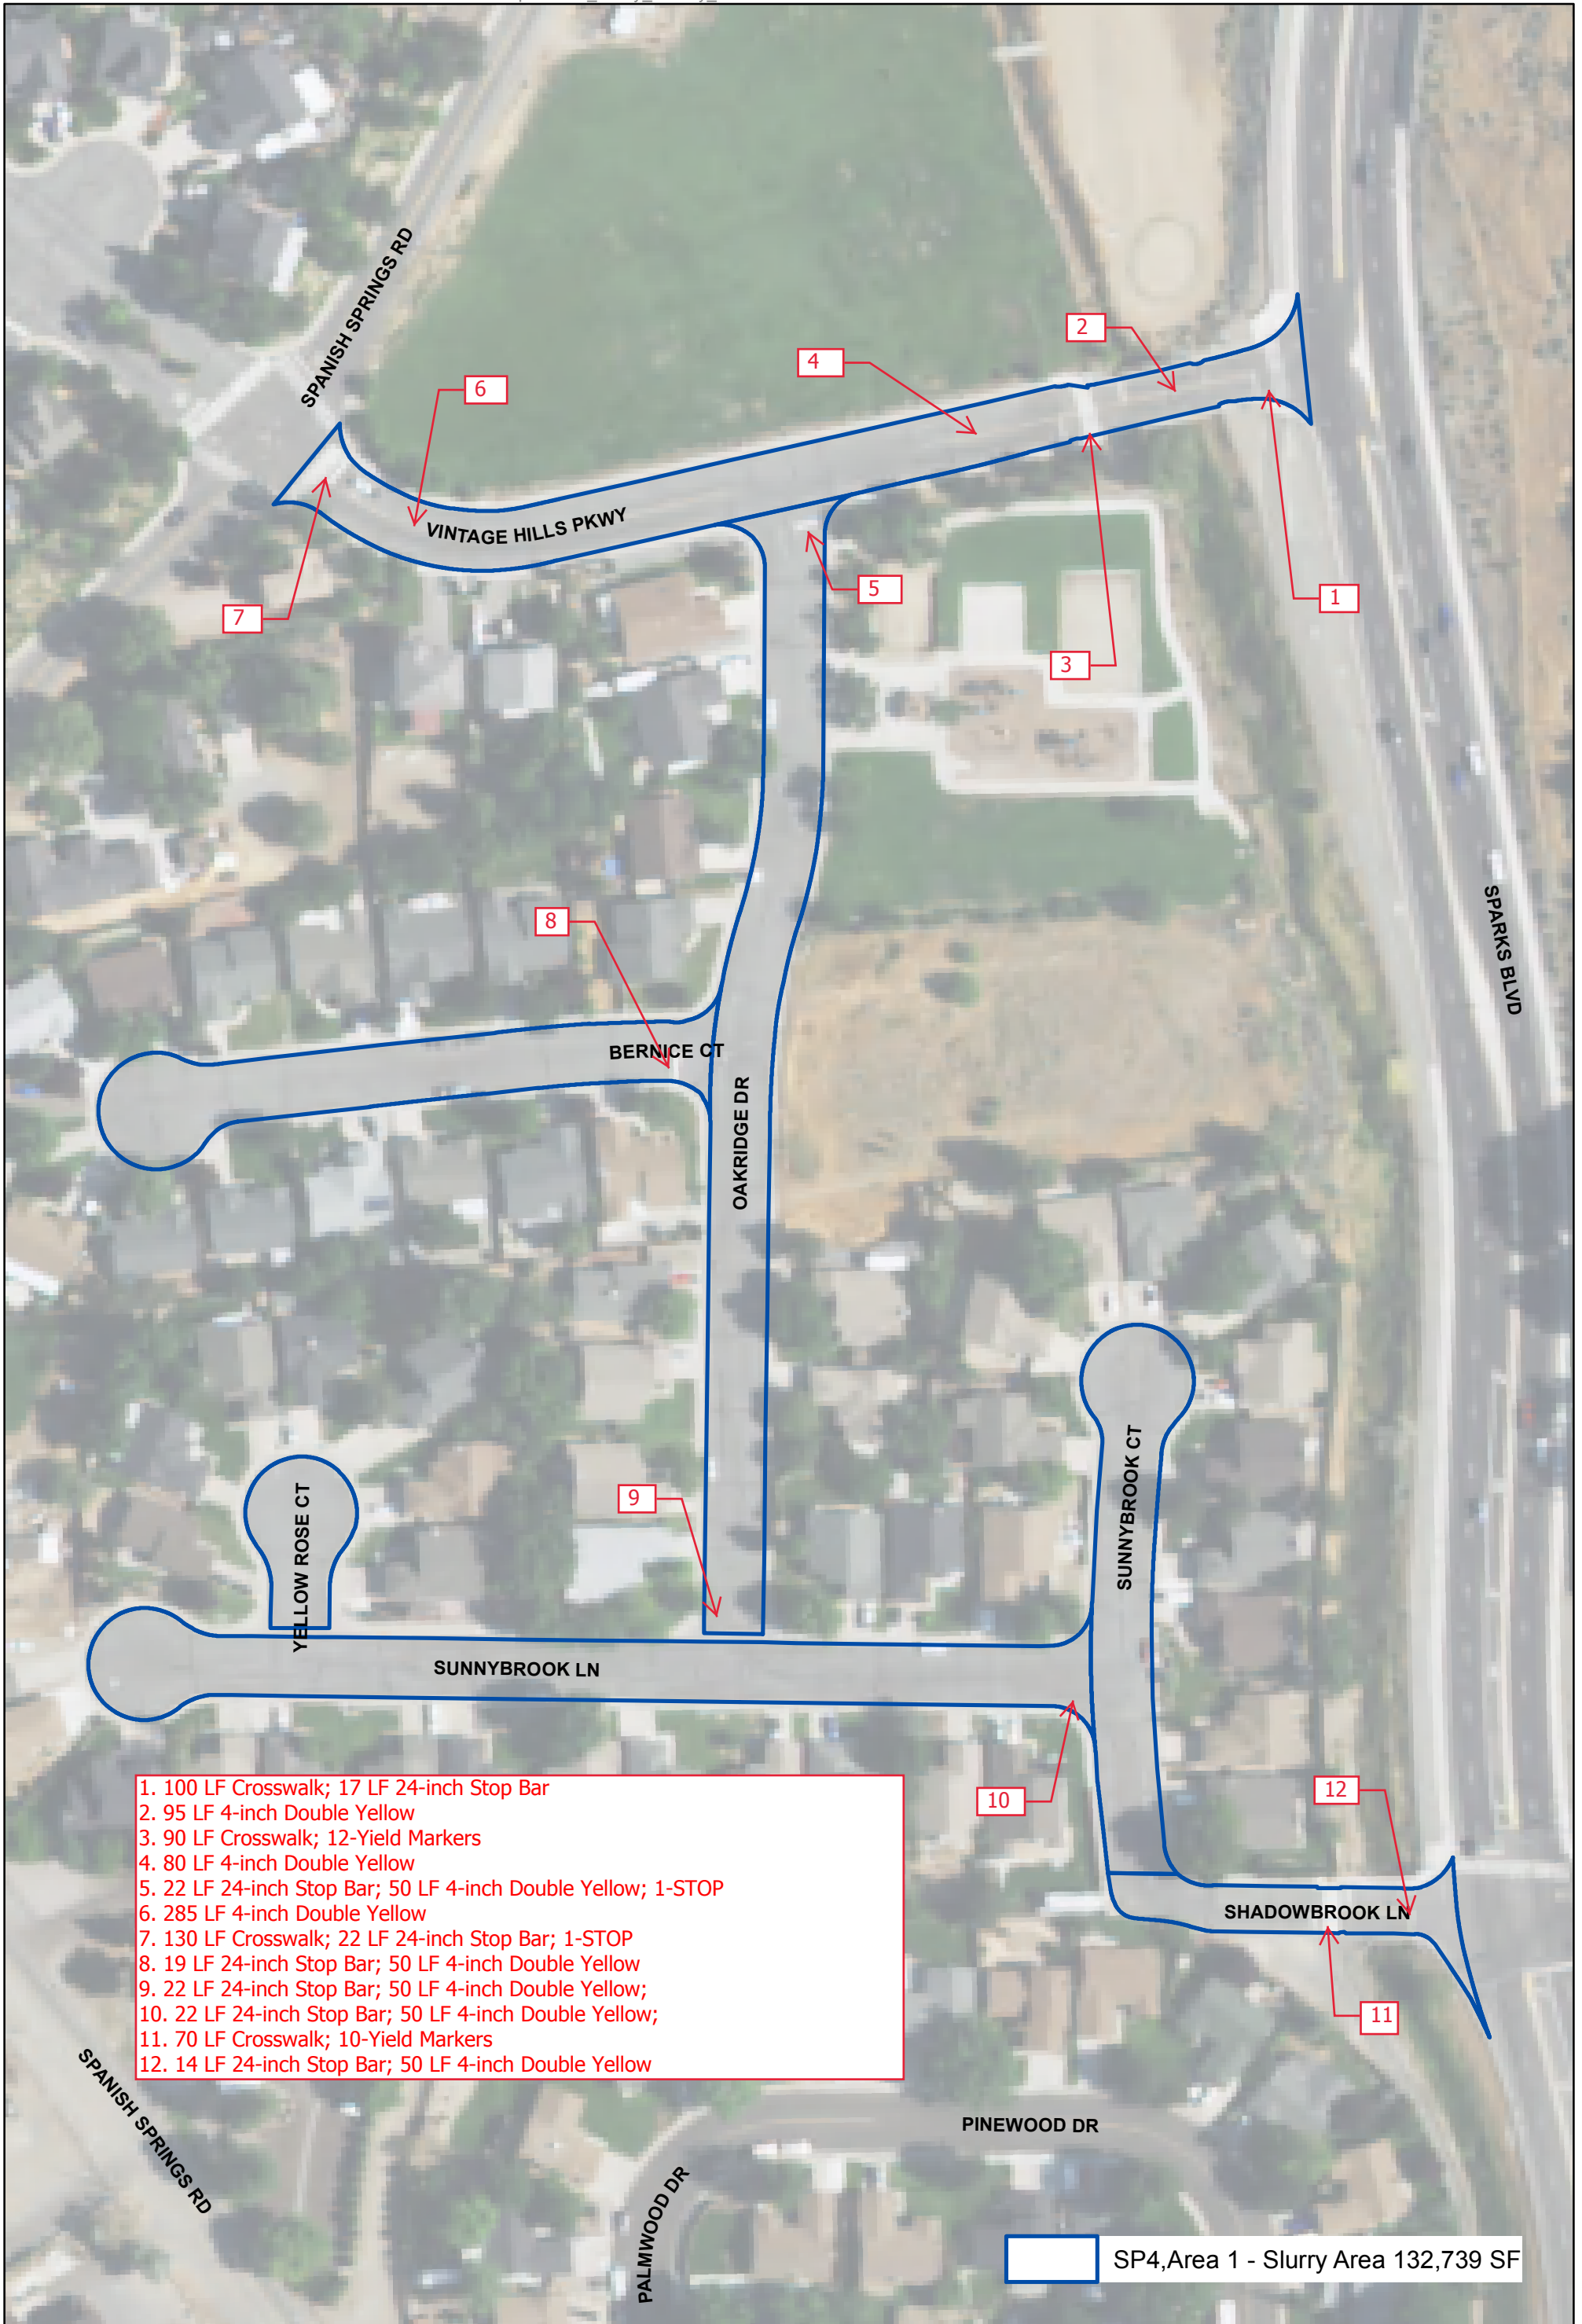 SPANISH SPRINGS RD
2
4
6
VINTAGE HILLS PKWY
5
1
7
3
8
SPARKS BLVD
BERNICE CT
OAKRIDGE DR
SUNNYBROOK CT
YELLOW ROSE CT
9
SUNNYBROOK LN
10
12
SHADOWBROOK LN
11
1. 100 LF Crosswalk; 17 LF 24-inch Stop Bar
2. 95 LF 4-inch Double Yellow
3. 90 LF Crosswalk; 12-Yield Markers
4. 80 LF 4-inch Double Yellow
5. 22 LF 24-inch Stop Bar; 50 LF 4-inch Double Yellow; 1-STOP
6. 285 LF 4-inch Double Yellow
7. 130 LF Crosswalk; 22 LF 24-inch Stop Bar; 1-STOP
8. 19 LF 24-inch Stop Bar; 50 LF 4-inch Double Yellow
9. 22 LF 24-inch Stop Bar; 50 LF 4-inch Double Yellow;
10. 22 LF 24-inch Stop Bar; 50 LF 4-inch Double Yellow;
11. 70 LF Crosswalk; 10-Yield Markers
12. 14 LF 24-inch Stop Bar; 50 LF 4-inch Double Yellow
SPANISH SPRINGS RD
PINEWOOD DR
PALMWOOD DR
SP4,Area 1 - Slurry Area 132,739 SF